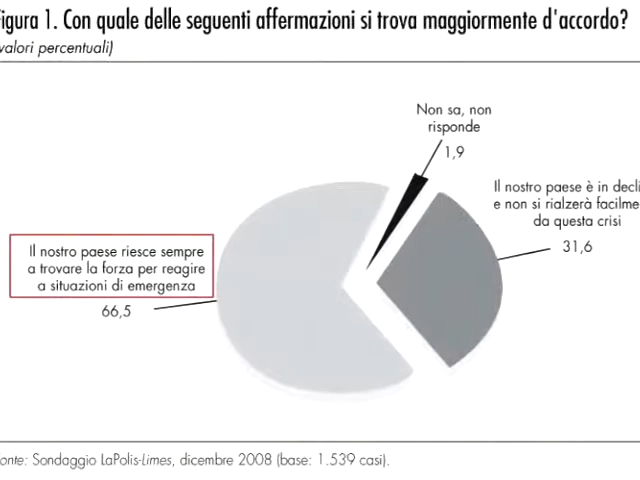 Figura 1. Con quale delle seguenti affermazioni si trova maggiormente d'accordo?
(valori percentuali)
Non sa, non
risponde
1,9
Il nostro paese è in decli
e non si rialzerà facilme
da questa crisi
31,6
Il nostro paese riesce sempre
a trovare la forza per reagire
a situazioni di emergenza
66,5
onte: Sondaggio LaPolis-Limes, dicembre 2008 (base: 1.539 casi).